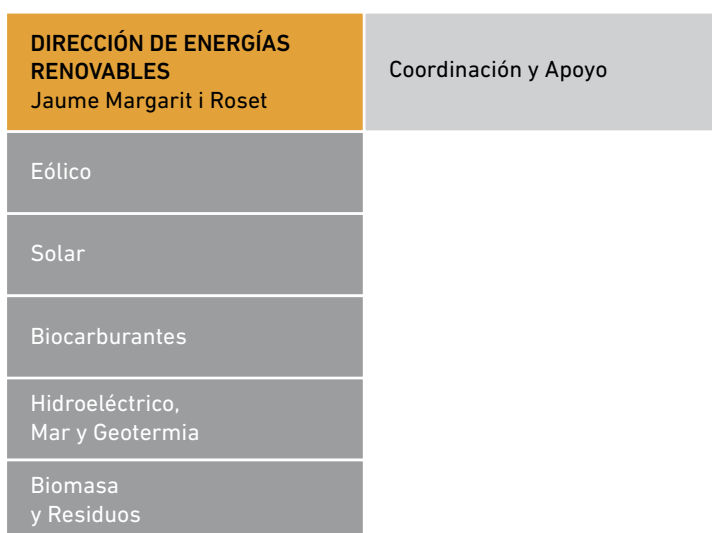 DIRECCIÓN DE ENERGÍAS
RENOVABLES
Jaume Margarit i Roset
Coordinación y Apoyo
Eólico
Solar
Biocarburantes
Hidroeléctrico,
Mar y Geotermia
Biomasa
y Residuos